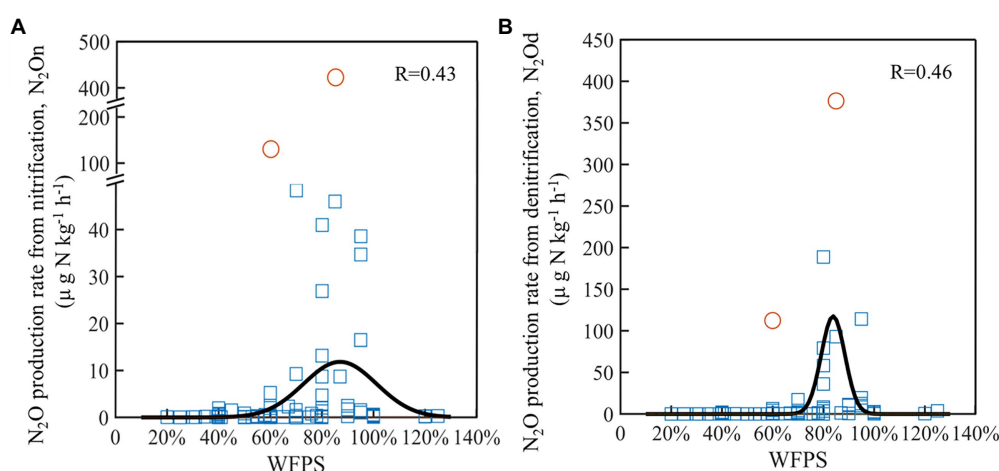 A
N₂O production rate from nitrification, N₂On
(μ g N kg⁻¹ h⁻¹)
500
400
200
100
40
30
20
10
0
R=0.43
0 20% 40% 60% 80% 100% 120% 140%
WFPS
B
N₂O production rate from denitrification, N₂Od
(μ g N kg⁻¹ h⁻¹)
450
400
350
300
250
200
150
100
50
0
R=0.46
0 20% 40% 60% 80% 100% 120% 140%
WFPS